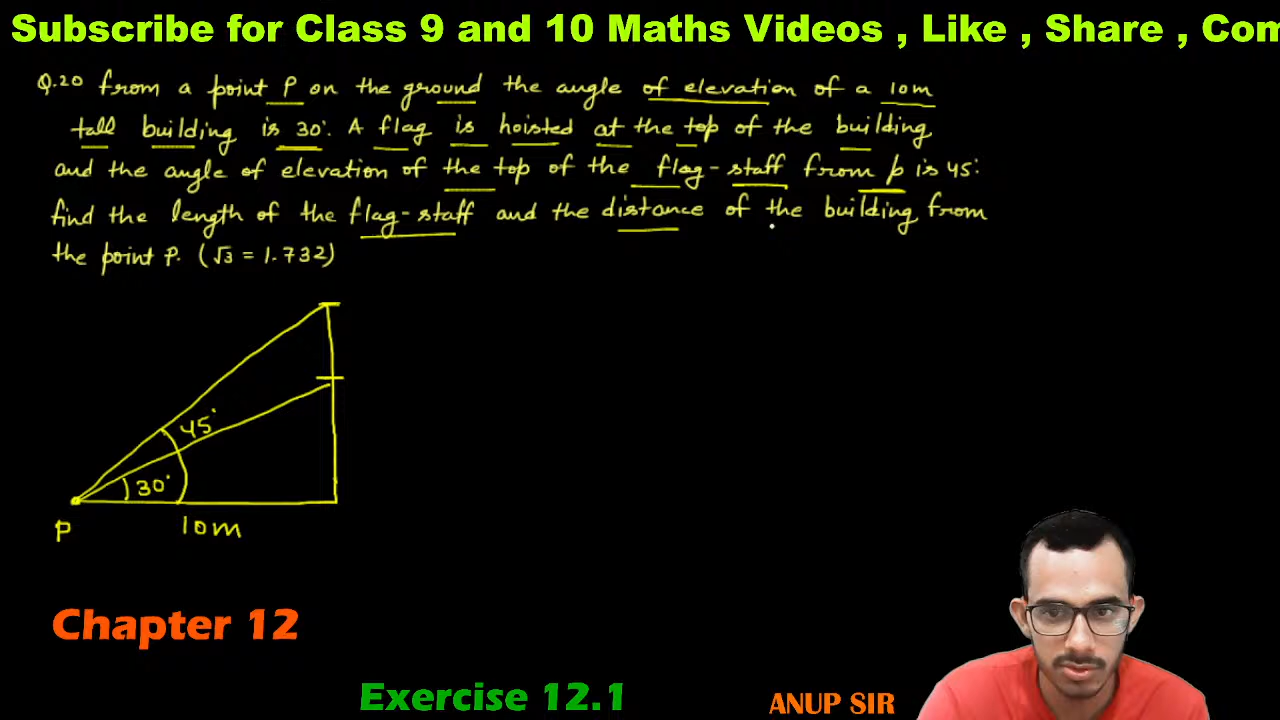 Subscribe for Class 9 and 10 Maths Videos , Like , Share , Com
Q.20 from a point P on the ground the angle of elevation of a 10m
tall building is 30°. A flag is hoisted at the top of the building
and the angle of elevation of the top of the flag-staff from p is 45°.
find the length of the flag-staff and the distance of the building from
the point P. (√3 = 1.732)
45°
30°
P
10m
Chapter 12
Exercise 12.1
ANUP SIR